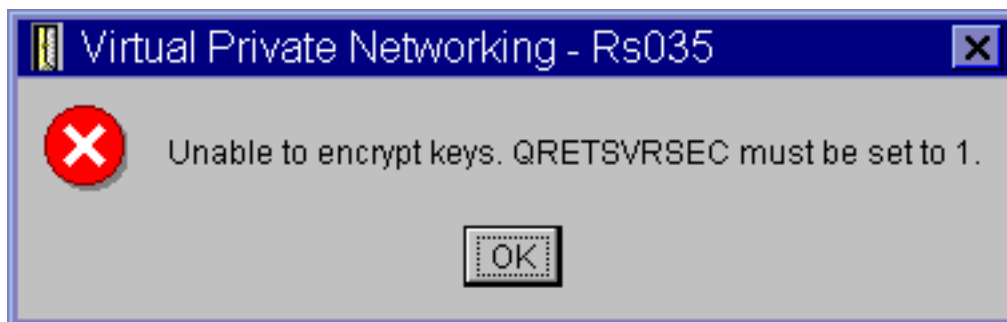 Virtual Private Networking - Rs035
Unable to encrypt keys. QRETSVRSEC must be set to 1.
OK